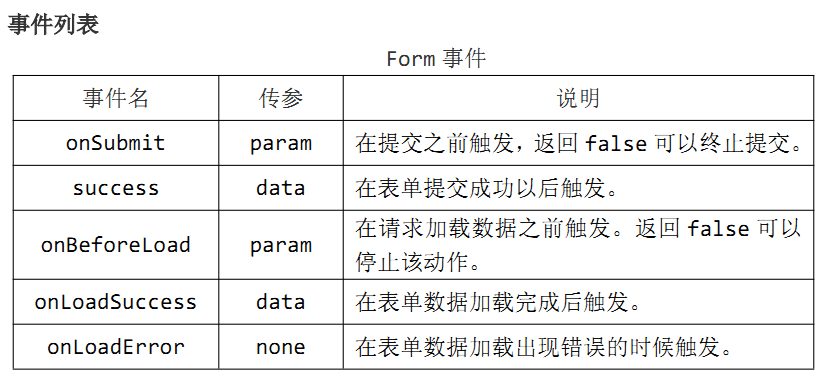 事件列表
Form 事件
事件名 传参 说明
onSubmit param 在提交之前触发，返回 false 可以终止提交。
success data 在表单提交成功以后触发。
onBeforeLoad param 在请求加载数据之前触发。返回 false 可以
停止该动作。
onLoadSuccess data 在表单数据加载完成后触发。
onLoadError none 在表单数据加载出现错误的时候触发。